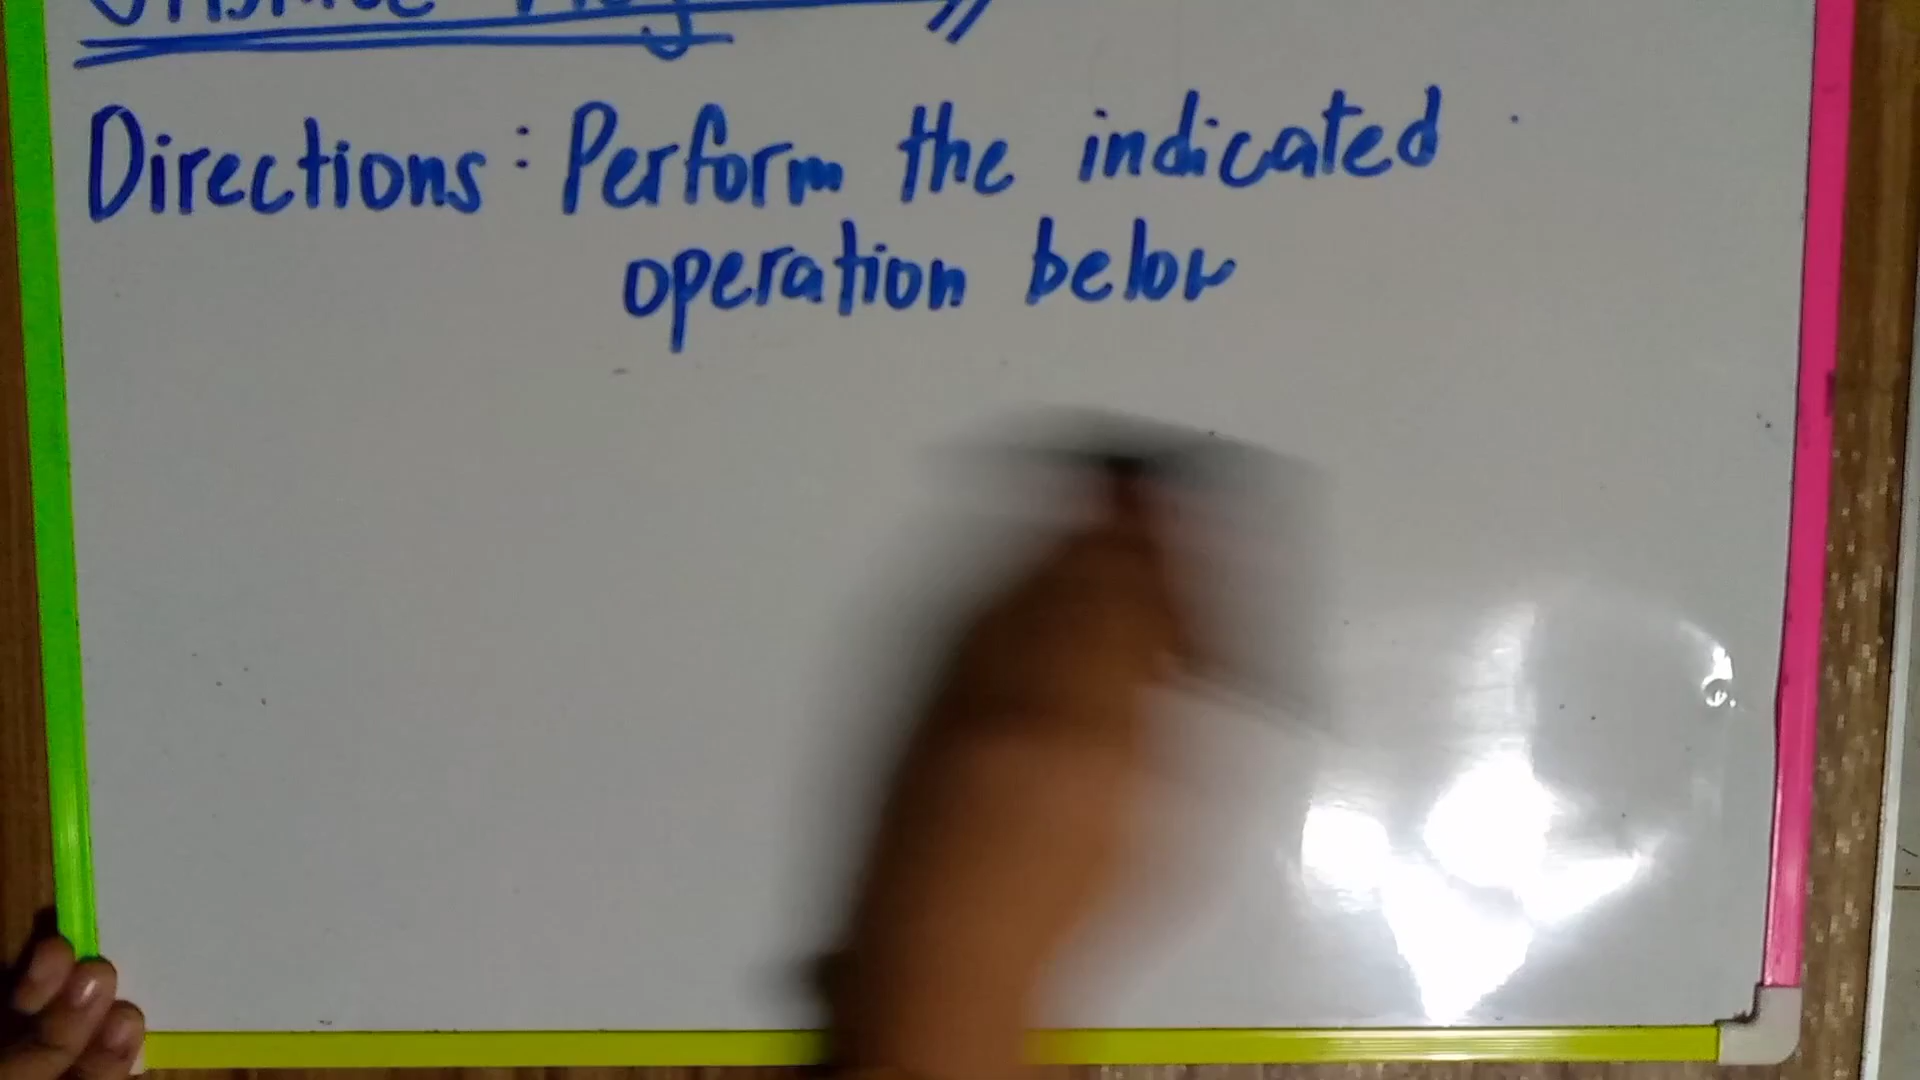 Directions: Perform the indicated
operation below